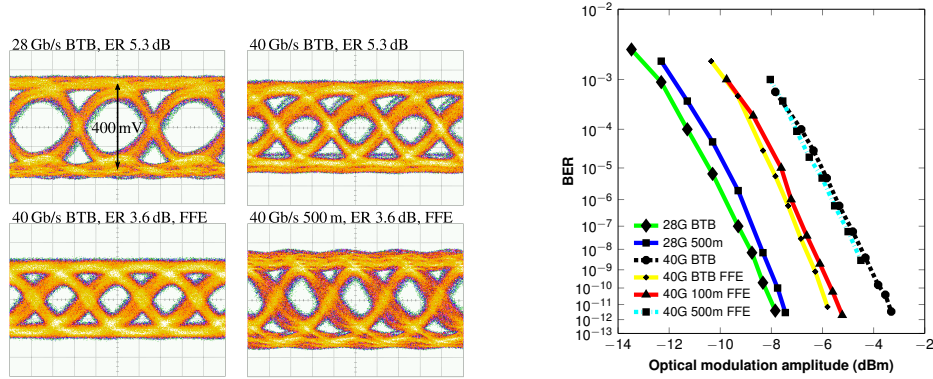 28 Gb/s BTB, ER 5.3 dB
40 Gb/s BTB, ER 5.3 dB
400 mV
40 Gb/s BTB, ER 3.6 dB, FFE
40 Gb/s 500 m, ER 3.6 dB, FFE
10−2
10−3
10−4
10−5
10−6
10−7
10−8
10−9
10−10
10−11
10−12
10−13
BER
28G BTB
28G 500m
40G BTB
40G BTB FFE
40G 100m FFE
40G 500m FFE
−14 −12 −10 −8 −6 −4 −2
Optical modulation amplitude (dBm)